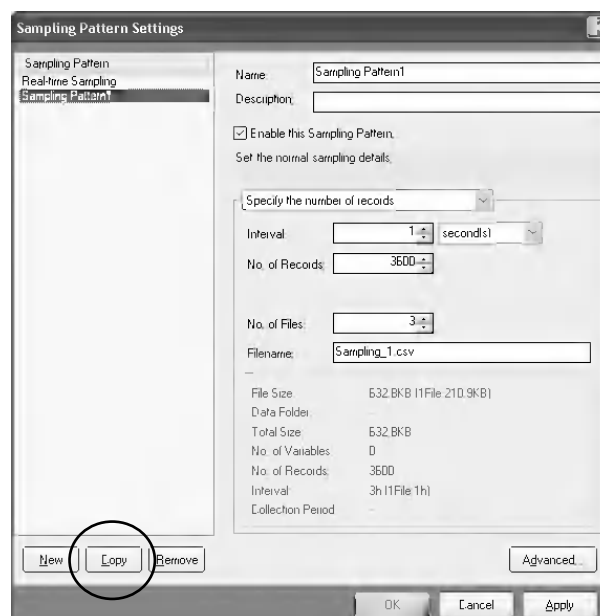 Sampling Pattern Settings
Sampling Pattern
Real-time Sampling
Sampling Pattern1
Name: Sampling Pattern1
Description:
Enable this Sampling Pattern.
Set the normal sampling details.
Specify the number of records
Interval: 1 second(s)
No. of Records: 3600
No. of Files: 3
Filename: Sampling_1.csv
File Size: 632.8KB (1File 210.9KB)
Data Folder: -
Total Size: 632.8KB
No. of Variables: 0
No. of Records: 3600
Interval: 3h (1File 1h)
Collection Period: -
New Copy Remove Advanced...
OK Cancel Apply